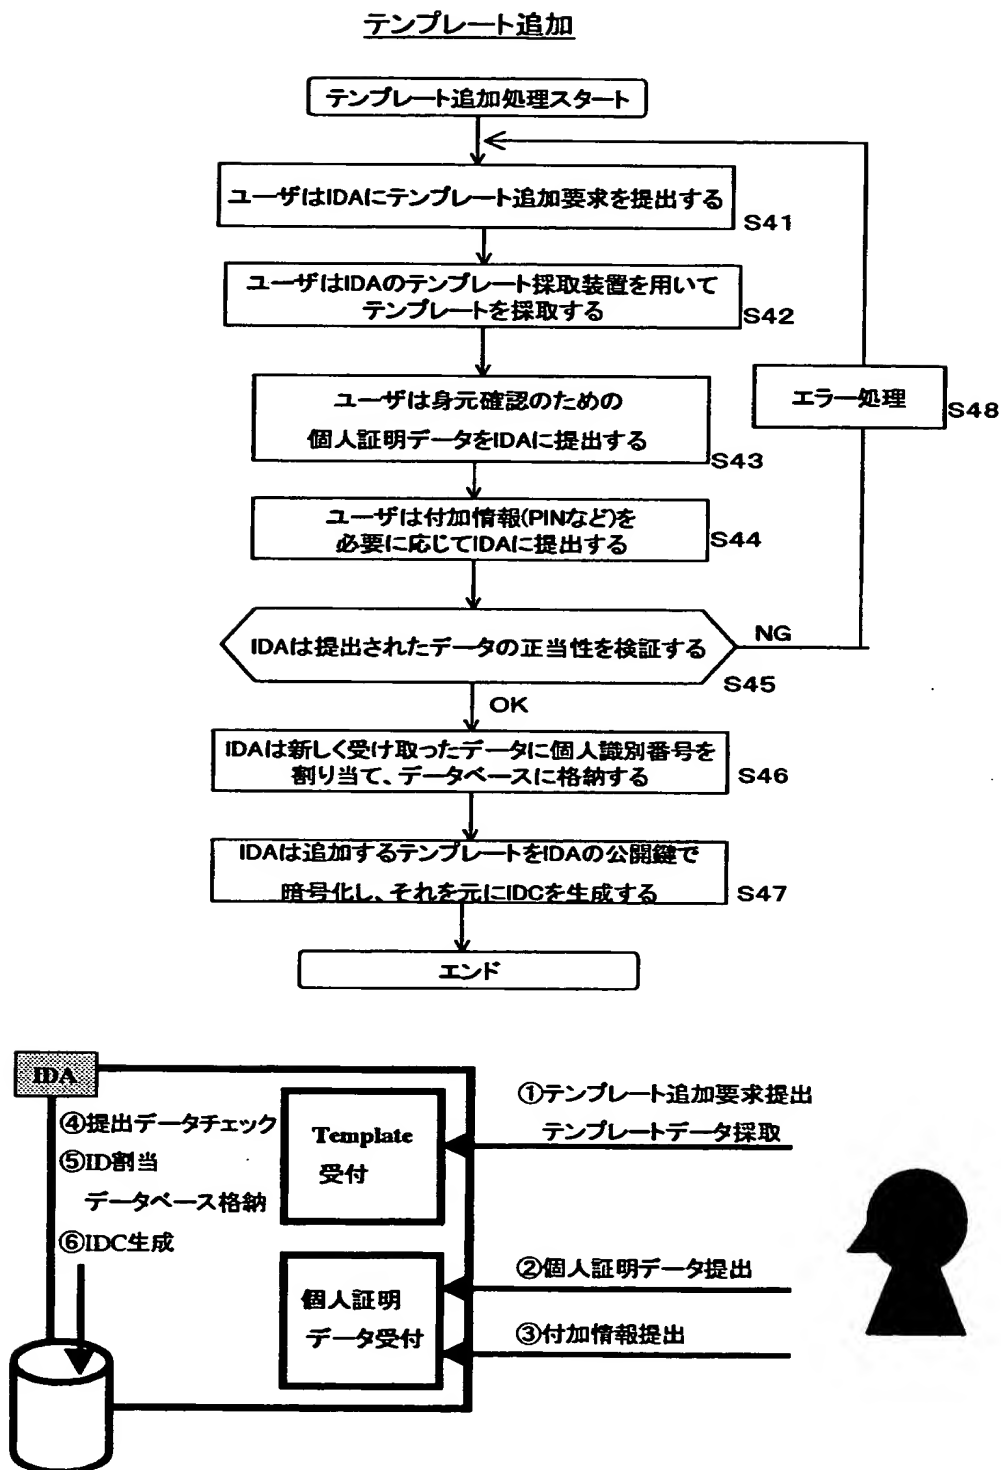 テンプレート追加
テンプレート追加処理スタート
ユーザはIDAにテンプレート追加要求を提出する
S41
ユーザはIDAのテンプレート採取装置を用いて
テンプレートを採取する
S42
ユーザは身元確認のための
個人証明データをIDAに提出する
S43
エラー処理
S48
ユーザは付加情報(PINなど)を
必要に応じてIDAに提出する
S44
IDAは提出されたデータの正当性を検証する
NG
S45
OK
IDAは新しく受け取ったデータに個人識別番号を
割り当て、データベースに格納する
S46
IDAは追加するテンプレートをIDAの公開鍵で
暗号化し、それを元にIDCを生成する
S47
エンド
IDA
④提出データチェック
⑤ID割当
データベース格納
⑥IDC生成
Template
受付
①テンプレート追加要求提出
テンプレートデータ採取
個人証明
データ受付
②個人証明データ提出
③付加情報提出